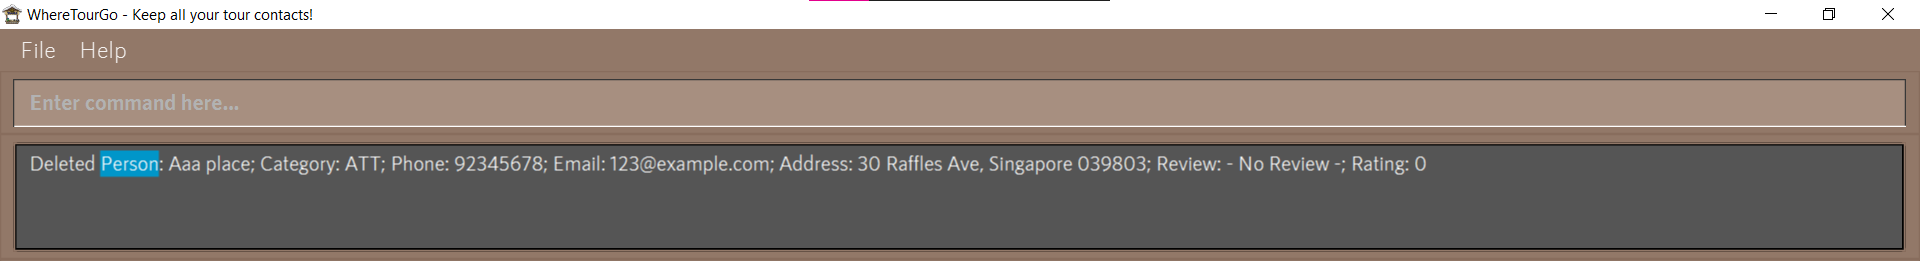 WhereTourGo - Keep all your tour contacts!
File Help
Enter command here...
Deleted Person: Aaa place; Category: ATT; Phone: 92345678; Email: 123@example.com; Address: 30 Raffles Ave, Singapore 039803; Review: - No Review -; Rating: 0